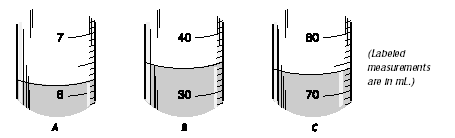 7
6
A
40
30
B
80
70
C
(Labeled
measurements
are in mL.)